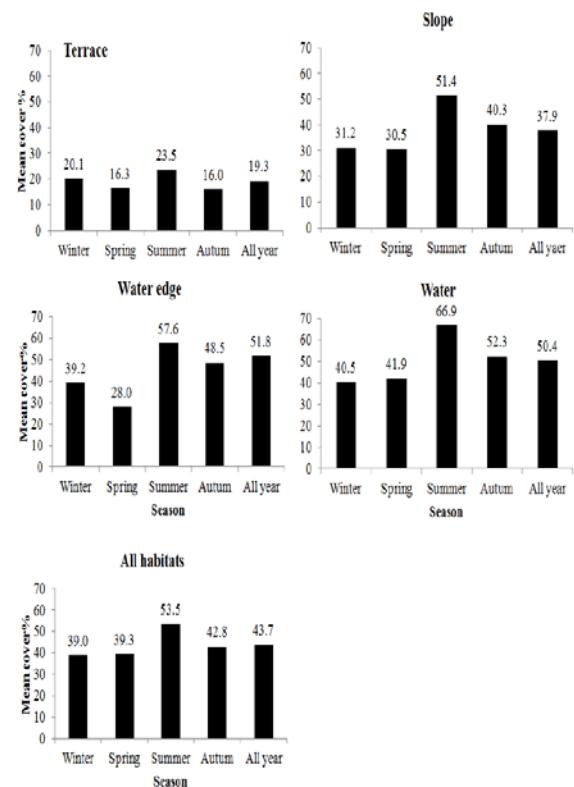 Terrace
Mean cover %
70
60
50
40
30
20
10
0
20.1 16.3 23.5 16.0 19.3
Winter Spring Summer Autum All year
Slope
70
60
50
40
30
20
10
0
31.2 30.5 51.4 40.3 37.9
Winter Spring Summer Autum All yaer
Water edge
Mean cover%
70
60
50
40
30
20
10
0
39.2 28.0 57.6 48.5 51.8
Winter Spring Summer Autum All year
Season
Water
70
60
50
40
30
20
10
0
40.5 41.9 66.9 52.3 50.4
Winter Spring Summer Autum All year
Season
All habitats
Mean cover%
70
60
50
40
30
20
10
0
39.0 39.3 53.5 42.8 43.7
Winter Spring Summer Autum All year
Season